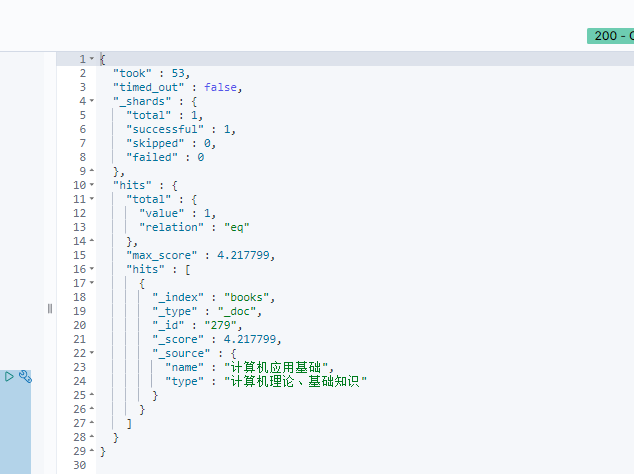 200 -
1 {
2 "took" : 53,
3 "timed_out" : false,
4 "_shards" : {
5 "total" : 1,
6 "successful" : 1,
7 "skipped" : 0,
8 "failed" : 0
9 },
10 "hits" : {
11 "total" : {
12 "value" : 1,
13 "relation" : "eq"
14 },
15 "max_score" : 4.217799,
16 "hits" : [
17 {
18 "_index" : "books",
19 "_type" : "_doc",
20 "_id" : "279",
21 "_score" : 4.217799,
22 "_source" : {
23 "name" : "计算机应用基础",
24 "type" : "计算机理论、基础知识"
25 }
26 }
27 ]
28 }
29 }
30